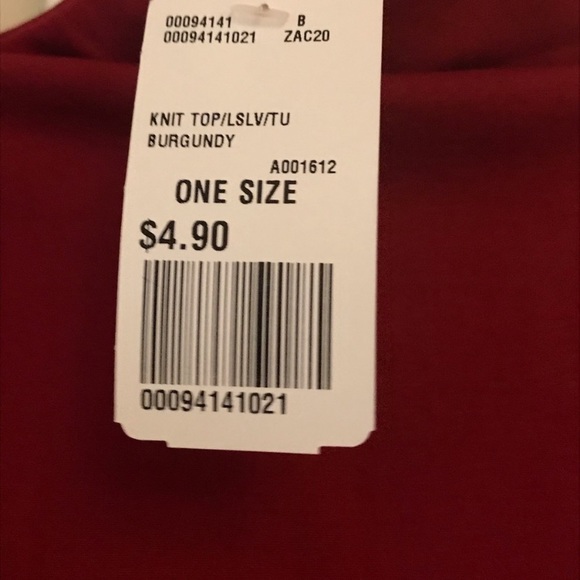 00094141 B
00094141021 ZAC20
KNIT TOP/LSLV/TU
BURGUNDY
A001612
ONE SIZE
$4.90
00094141021